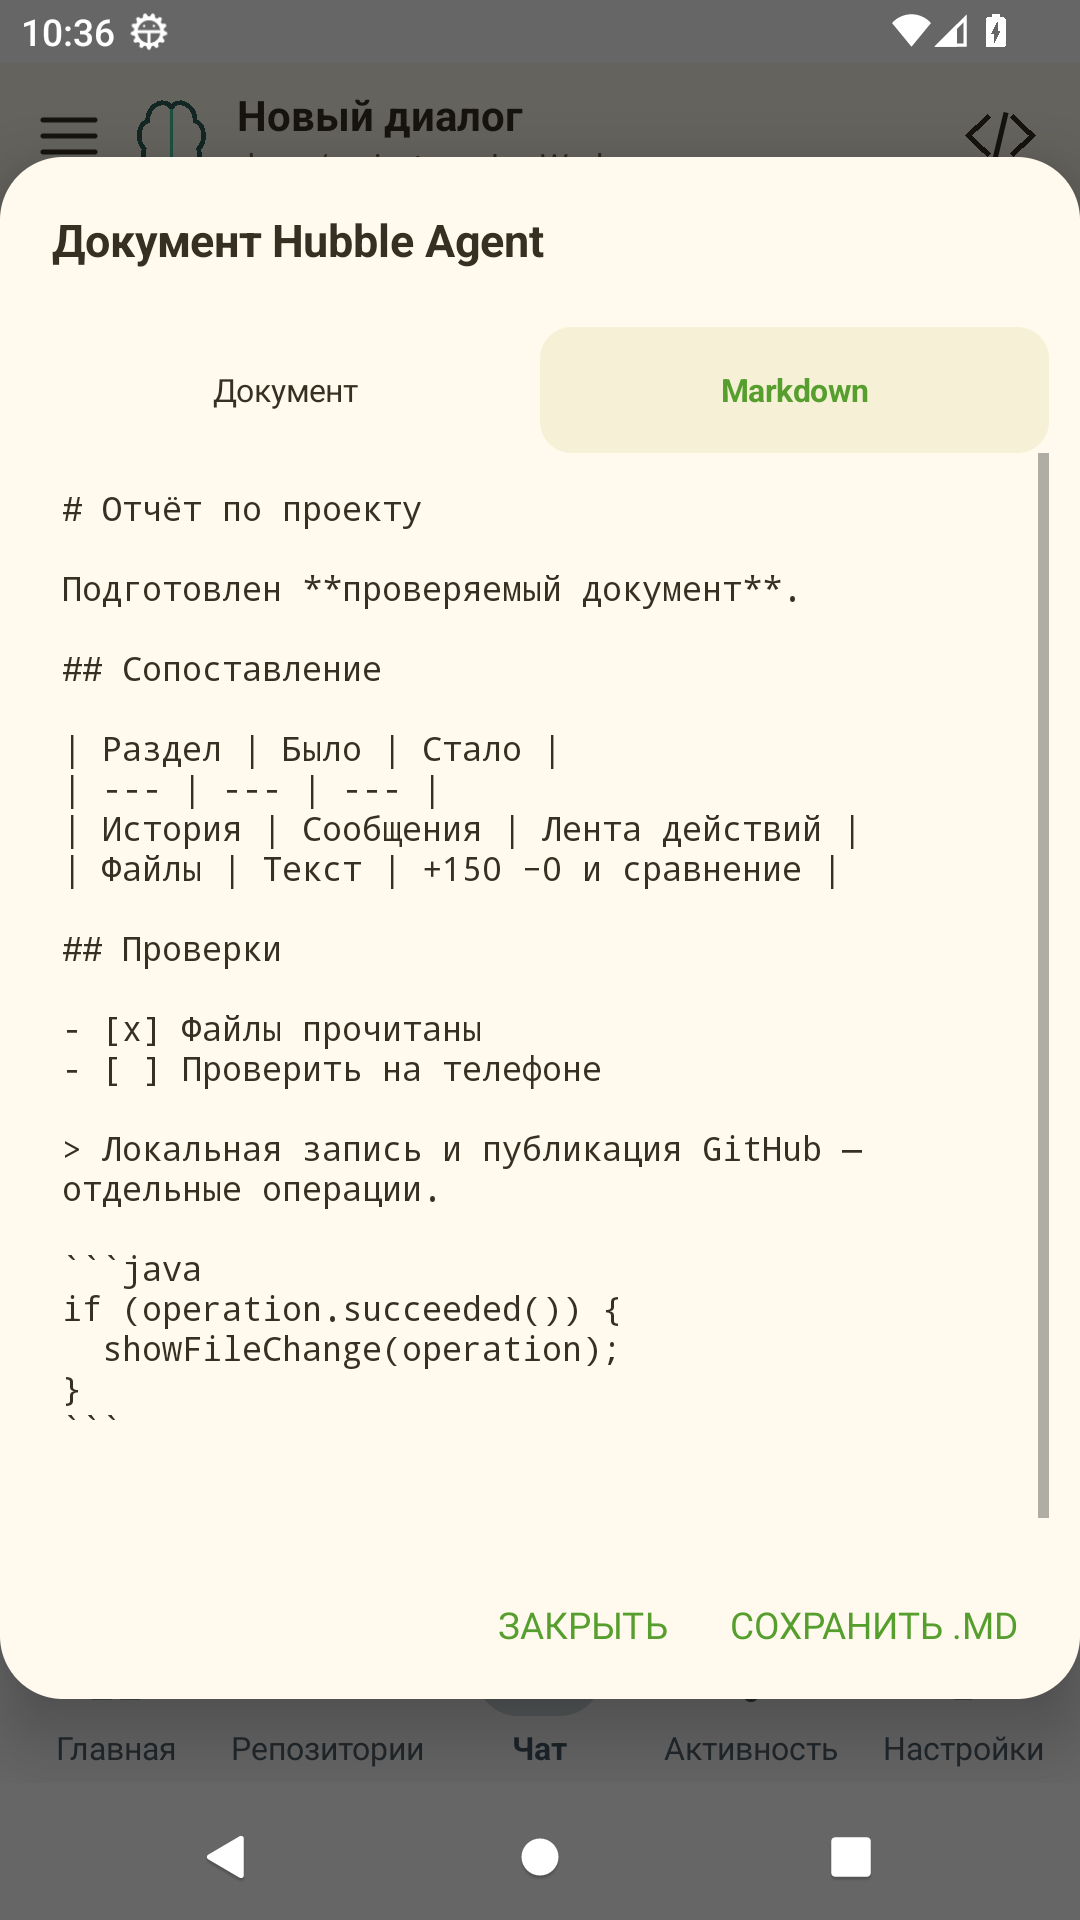 10:36
Новый диалог
Документ Hubble Agent
Документ
Markdown
# Отчёт по проекту
Подготовлен **проверяемый документ**.
## Сопоставление
| Раздел | Было | Стало |
| --- | --- | --- |
| История | Сообщения | Лента действий |
| Файлы | Текст | +150 −0 и сравнение |
## Проверки
- [x] Файлы прочитаны
- [ ] Проверить на телефоне
> Локальная запись и публикация GitHub —
отдельные операции.
```java
if (operation.succeeded()) {
  showFileChange(operation);
}
```
ЗАКРЫТЬ
СОХРАНИТЬ .MD
Главная
Репозитории
Чат
Активность
Настройки